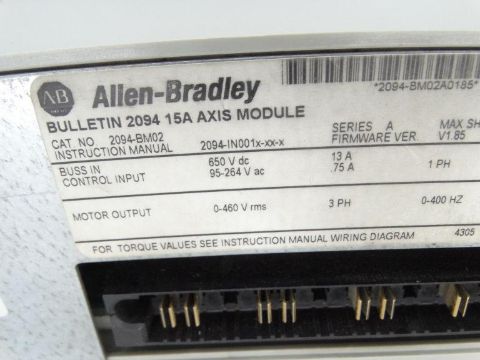 AB Allen-Bradley
*2094-BM02A0185*
BULLETIN 2094 15A AXIS MODULE
CAT. NO 2094-BM02 SERIES A MAX SH
INSTRUCTION MANUAL 2094-IN001x-xx-x FIRMWARE VER. V1.85
BUSS IN 650 V dc 13 A
CONTROL INPUT 95-264 V ac .75 A 1 PH
MOTOR OUTPUT 0-460 V rms 3 PH 0-400 HZ
FOR TORQUE VALUES SEE INSTRUCTION MANUAL WIRING DIAGRAM 4305